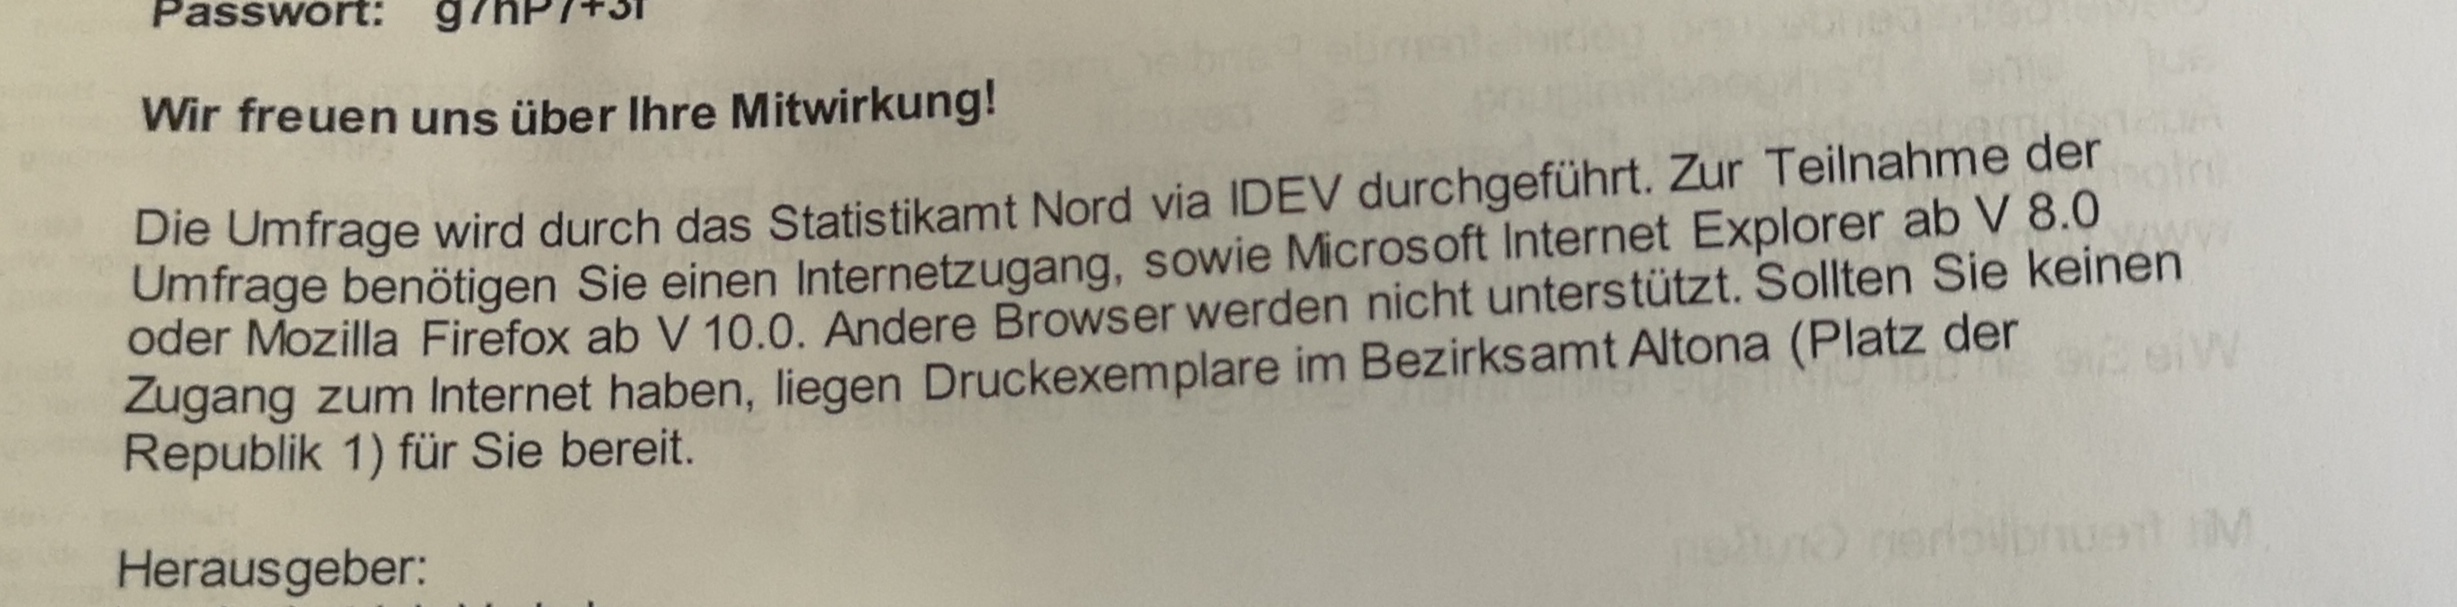 Passwort:
Wir freuen uns über Ihre Mitwirkung!
Die Umfrage wird durch das Statistikamt Nord via IDEV durchgeführt. Zur Teilnahme der
Umfrage benötigen Sie einen Internetzugang, sowie Microsoft Internet Explorer ab V 8.0
oder Mozilla Firefox ab V 10.0. Andere Browser werden nicht unterstützt. Sollten Sie keinen
Zugang zum Internet haben, liegen Druckexemplare im Bezirksamt Altona (Platz der
Republik 1) für Sie bereit.
Herausgeber:
Mit freundlichen Grüßen